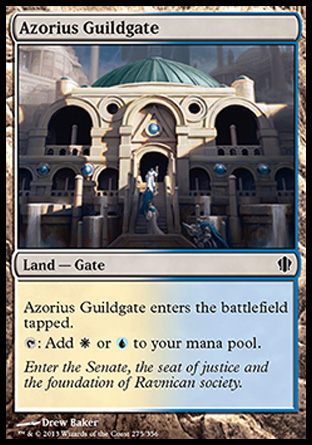 Azorius Guildgate
Land — Gate
Azorius Guildgate enters the battlefield
tapped.
: Add or to your mana pool.
Enter the Senate, the seat of justice and
the foundation of Ravnican society.
Drew Baker
™ & © 2013 Wizards of the Coast 273/356